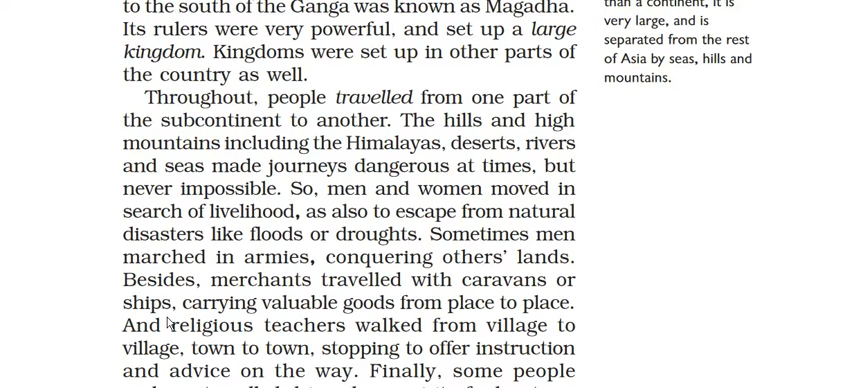 to the south of the Ganga was known as Magadha.
Its rulers were very powerful, and set up a large
kingdom. Kingdoms were set up in other parts of
the country as well.
Throughout, people travelled from one part of
the subcontinent to another. The hills and high
mountains including the Himalayas, deserts, rivers
and seas made journeys dangerous at times, but
never impossible. So, men and women moved in
search of livelihood, as also to escape from natural
disasters like floods or droughts. Sometimes men
marched in armies, conquering others' lands.
Besides, merchants travelled with caravans or
ships, carrying valuable goods from place to place.
And religious teachers walked from village to
village, town to town, stopping to offer instruction
and advice on the way. Finally, some people
than a continent, it is
very large, and is
separated from the rest
of Asia by seas, hills and
mountains.